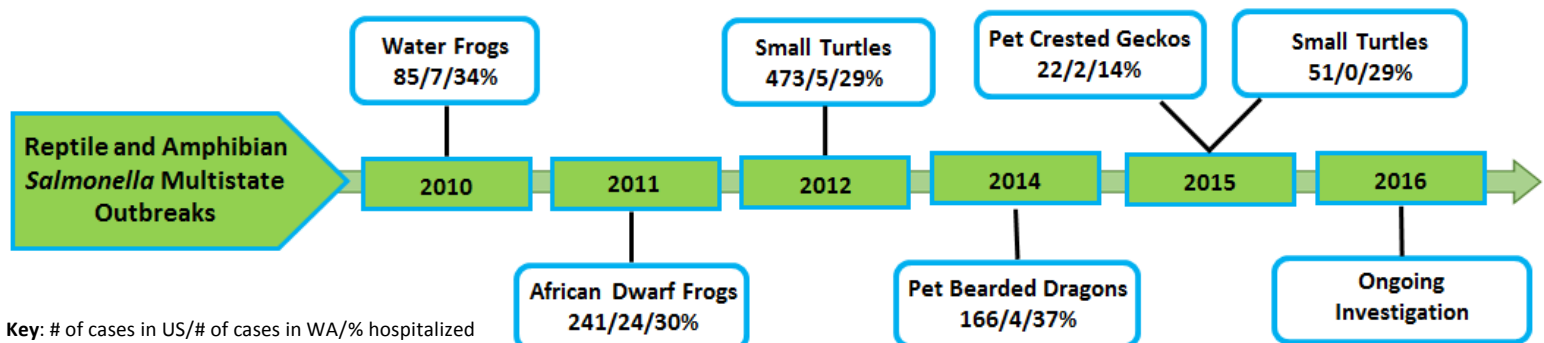 Reptile and Amphibian
Salmonella Multistate
Outbreaks
Water Frogs
85/7/34%
2010
2011
African Dwarf Frogs
241/24/30%
Small Turtles
473/5/29%
2012
2014
Pet Bearded Dragons
166/4/37%
Pet Crested Geckos
22/2/14%
Small Turtles
51/0/29%
2015
2016
Ongoing
Investigation
Key: # of cases in US/# of cases in WA/% hospitalized